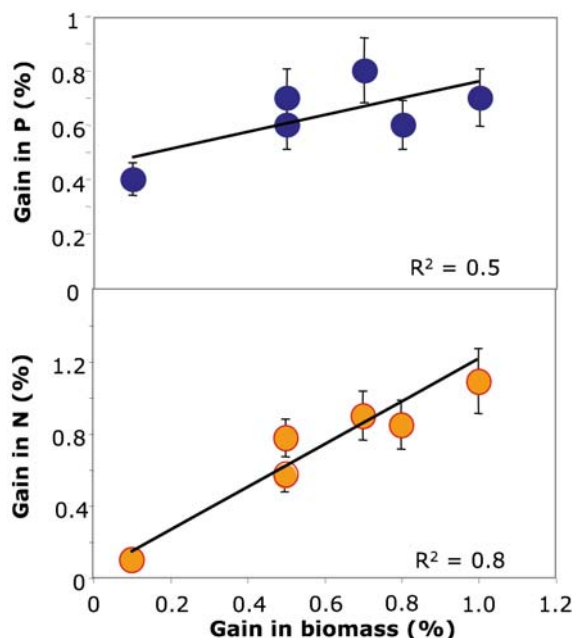 Gain in P (%)
0.8
0.6
0.4
0.2
0
R² = 0.5
Gain in N (%)
1.2
0.8
0.4
0
R² = 0.8
0 0.2 0.4 0.6 0.8 1.0 1.2
Gain in biomass (%)